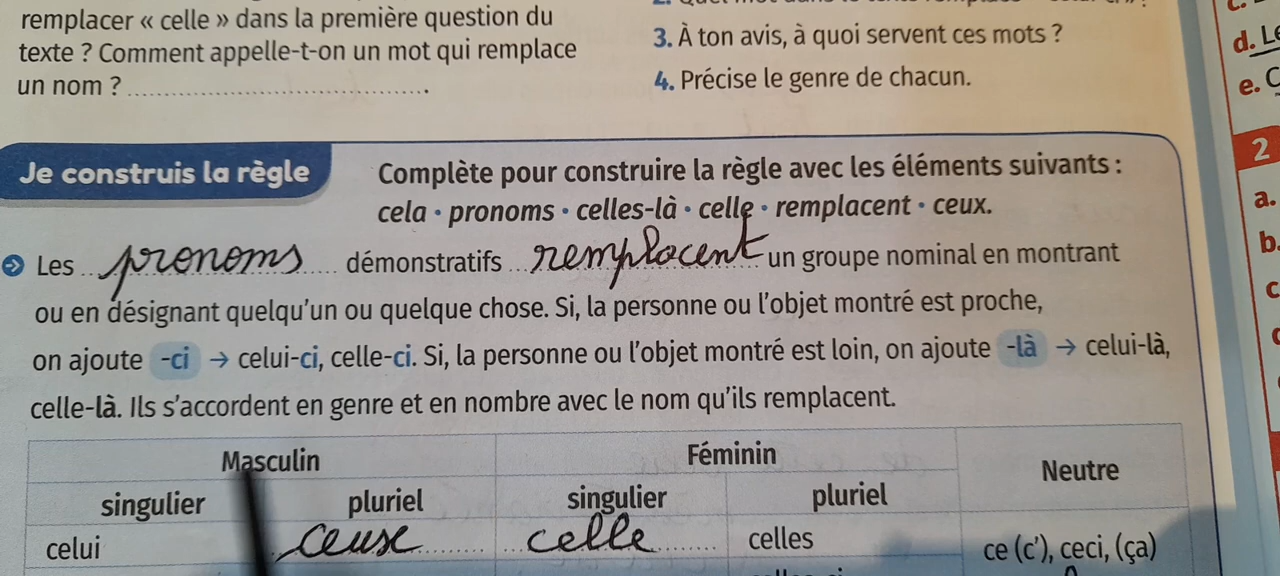 remplacer « celle » dans la première question du
texte ? Comment appelle-t-on un mot qui remplace
un nom ? ........................................
3. À ton avis, à quoi servent ces mots ?
4. Précise le genre de chacun.
d. Le
e. C
Je construis la règle
Complète pour construire la règle avec les éléments suivants :
cela • pronoms • celles-là • celle • remplacent • ceux.
Les pronoms démonstratifs remplacent un groupe nominal en montrant
ou en désignant quelqu'un ou quelque chose. Si, la personne ou l'objet montré est proche,
on ajoute -ci → celui-ci, celle-ci. Si, la personne ou l'objet montré est loin, on ajoute -là → celui-là,
celle-là. Ils s'accordent en genre et en nombre avec le nom qu'ils remplacent.
Masculin Féminin Neutre
singulier pluriel singulier pluriel
celui ceux celle celles ce (c'), ceci, (ça)
2
a.
b.
c